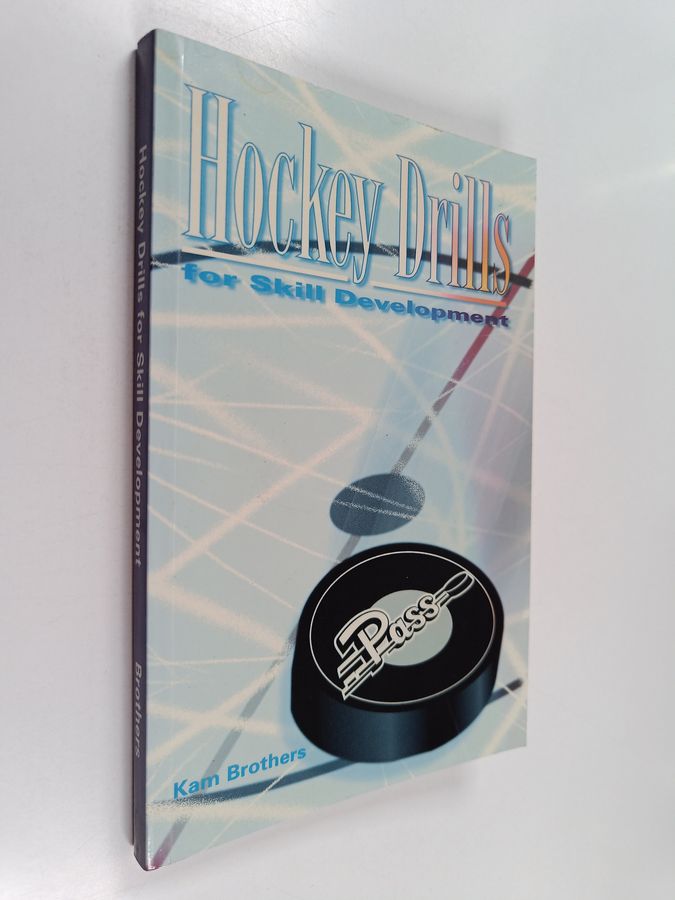 Hockey Drills
for Skill Development
Pass
Kam Brothers
Hockey Drills for Skill Development Brothers